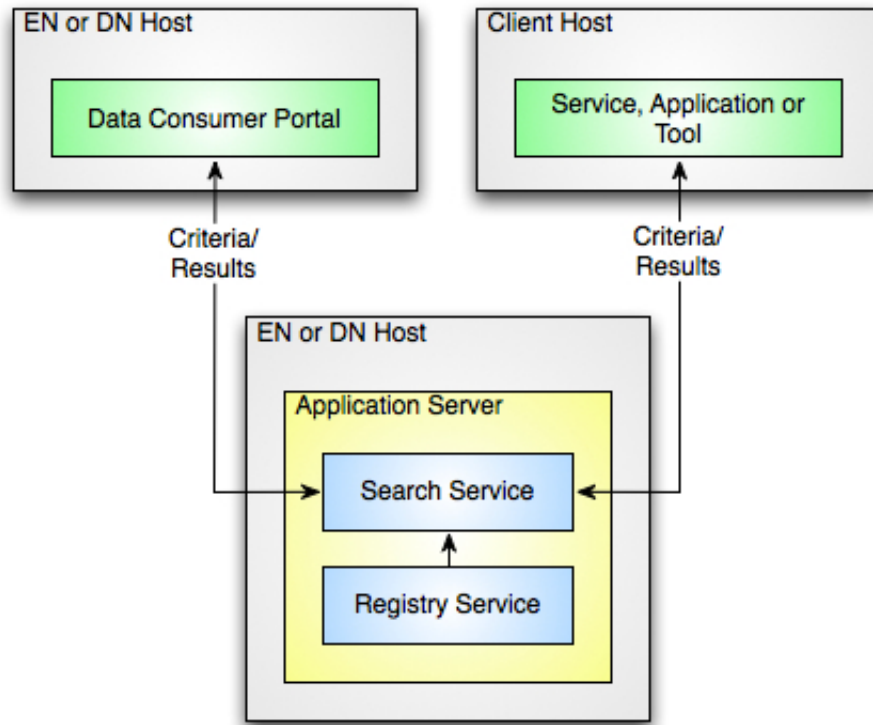 EN or DN Host
Data Consumer Portal
Client Host
Service, Application or
Tool
Criteria/
Results
Criteria/
Results
EN or DN Host
Application Server
Search Service
Registry Service